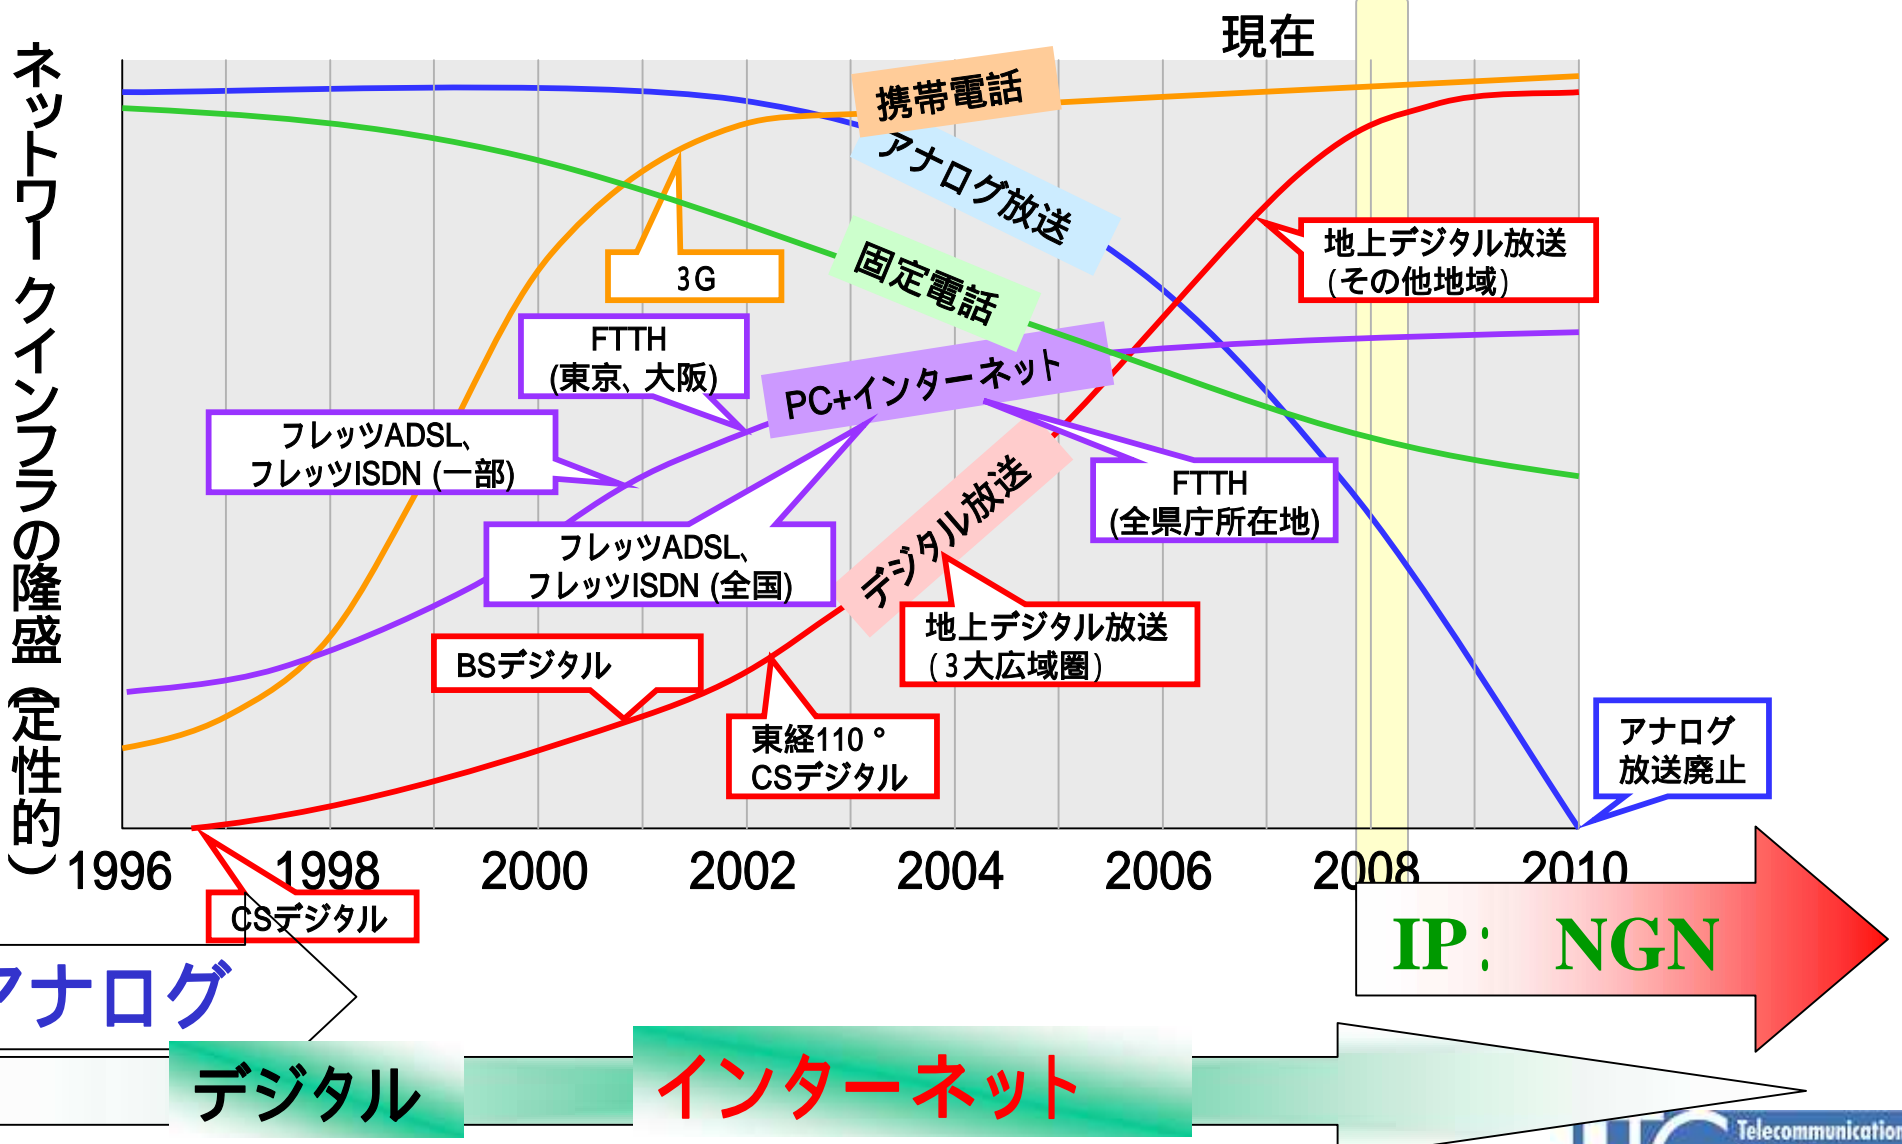 現在
ネットワークインフラの隆盛(定性的)
携帯電話
アナログ放送
地上デジタル放送
(その他地域)
固定電話
3G
FTTH
(東京、大阪)
PC+インターネット
フレッツADSL、
フレッツISDN (一部)
FTTH
(全県庁所在地)
デジタル放送
フレッツADSL、
フレッツISDN (全国)
地上デジタル放送
(3大広域圏)
BSデジタル
東経110°
CSデジタル
アナログ
放送廃止
1996 1998 2000 2002 2004 2006 2008 2010
CSデジタル
IP: NGN
アナログ
デジタル
インターネット
Telecommunication